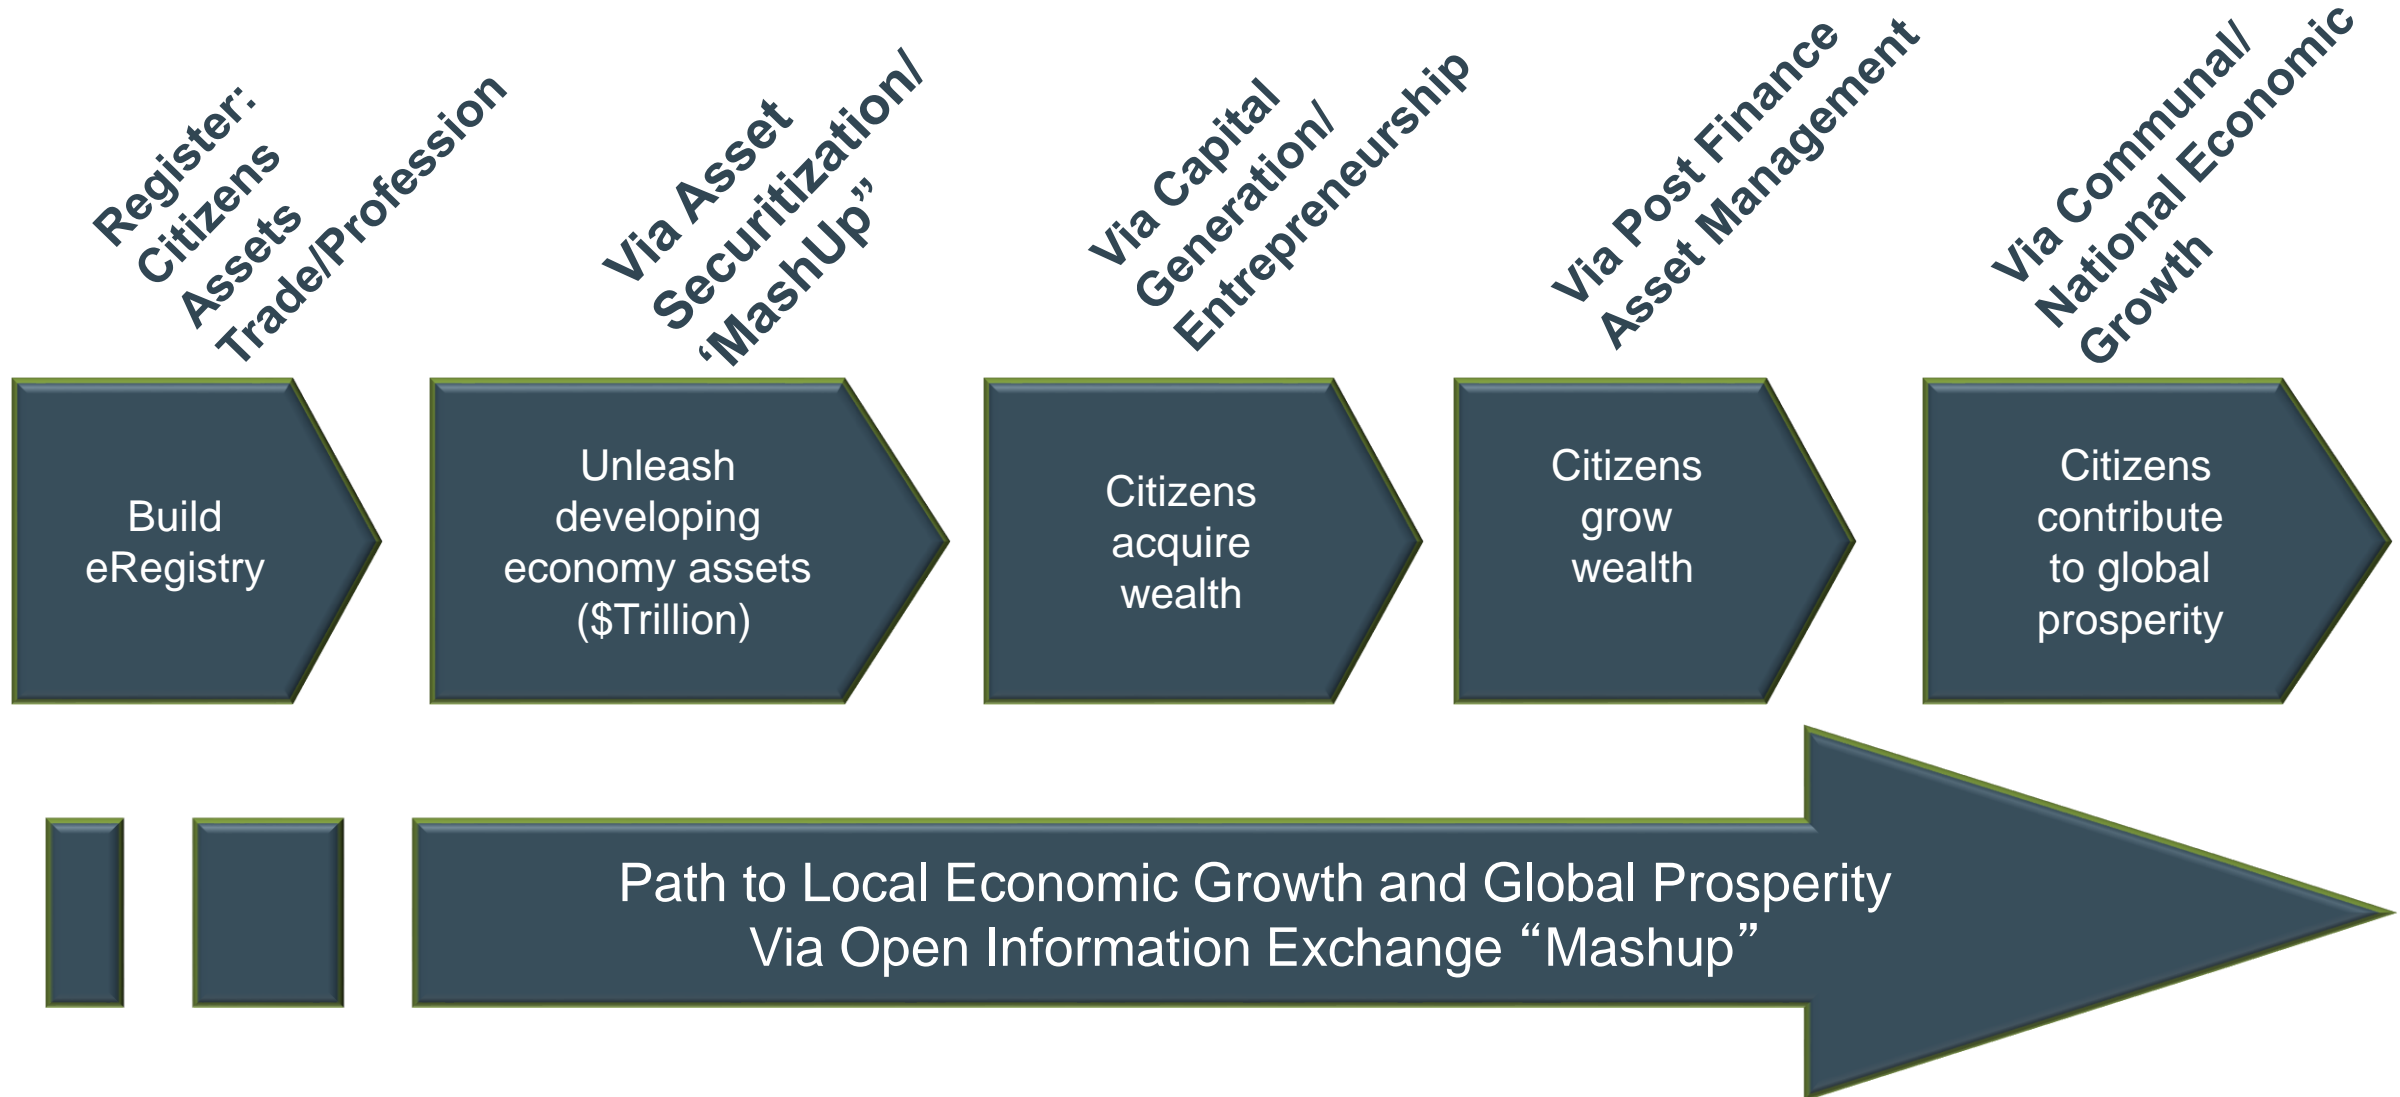 Register:
Citizens
Assets
Trade/Profession
Via Asset
Securitization/
‘MashUp”
Via Capital
Generation/
Entrepreneurship
Via Post Finance
Asset Management
Via Communal/
National Economic
Growth
Build
eRegistry
Unleash
developing
economy assets
($Trillion)
Citizens
acquire
wealth
Citizens
grow
wealth
Citizens
contribute
to global
prosperity
Path to Local Economic Growth and Global Prosperity
Via Open Information Exchange “Mashup”